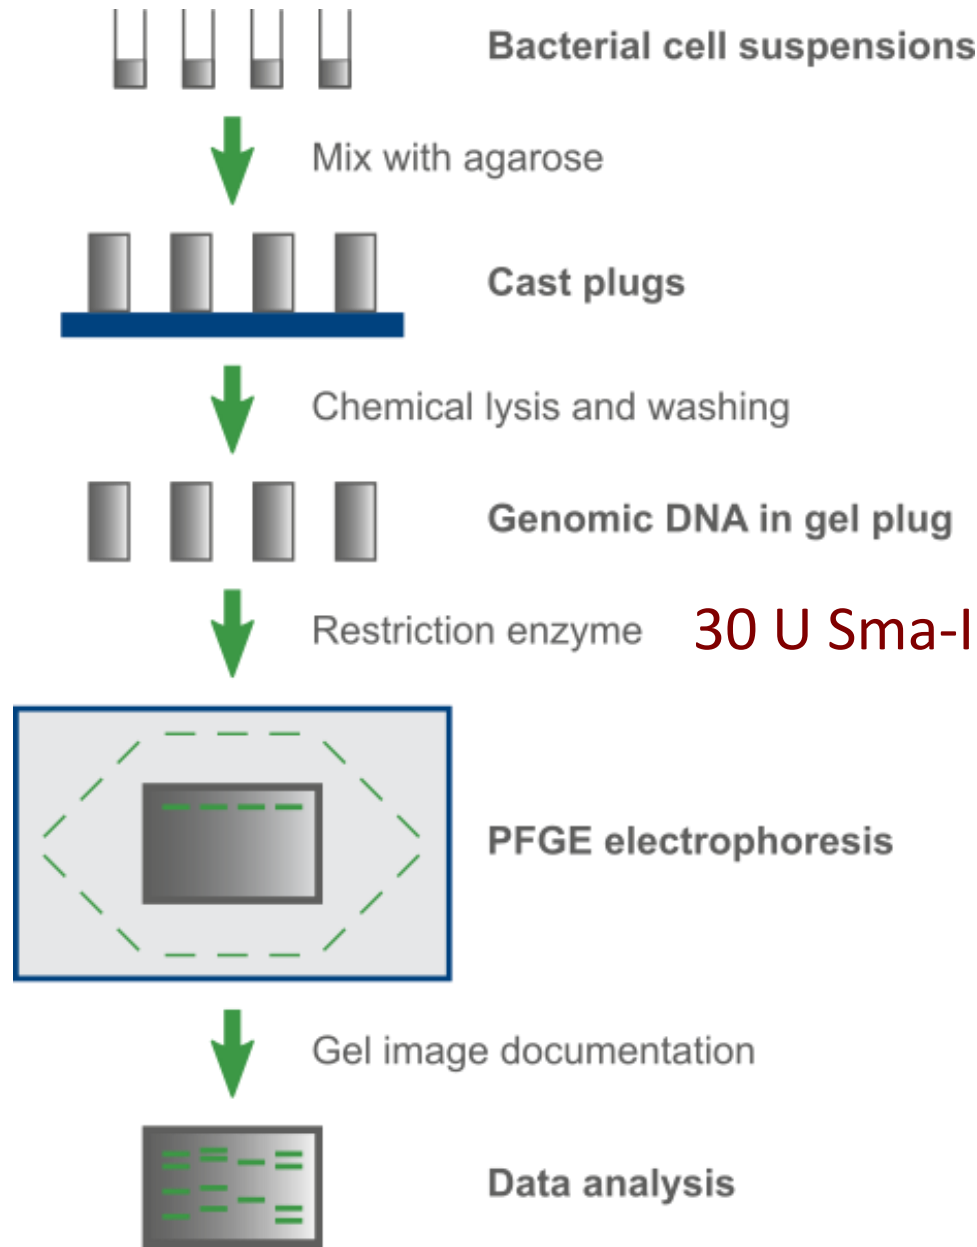 Bacterial cell suspensions
Mix with agarose
Cast plugs
Chemical lysis and washing
Genomic DNA in gel plug
Restriction enzyme 30 U Sma-I
PFGE electrophoresis
Gel image documentation
Data analysis